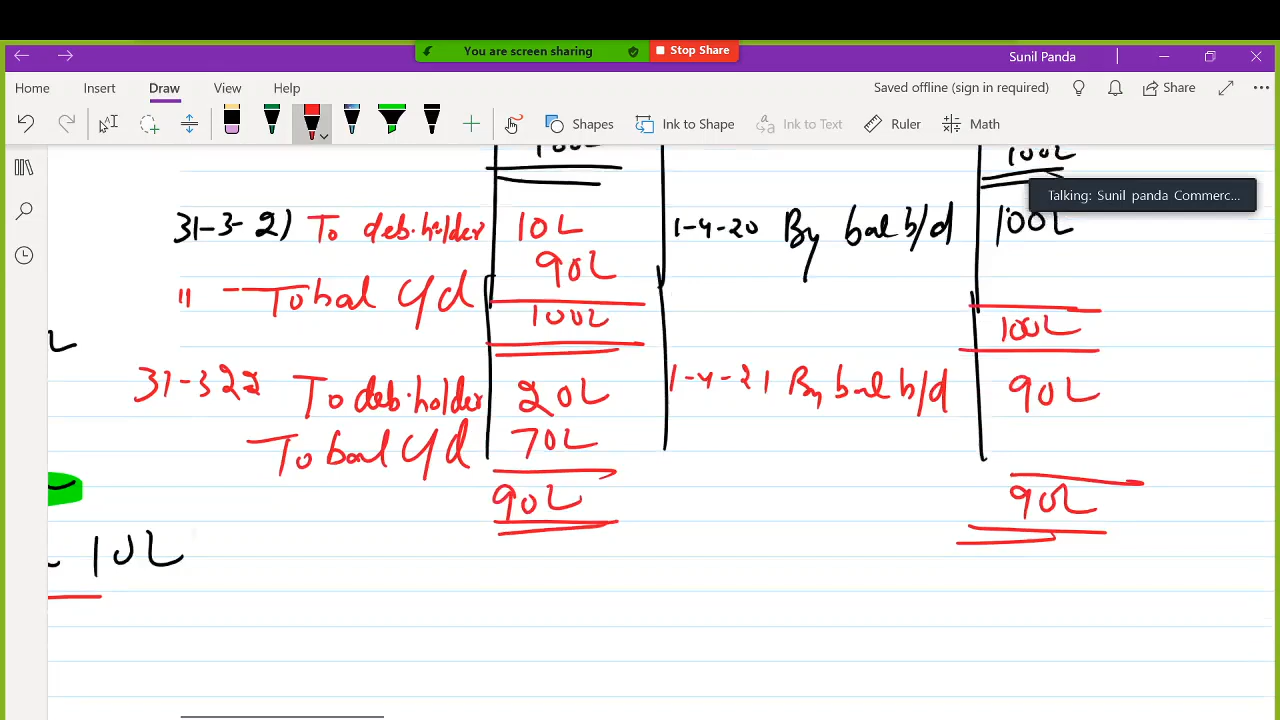 You are screen sharing
Stop Share
Sunil Panda
Home Insert Draw View Help
Saved offline (sign in required) Share
Shapes Ink to Shape Ink to Text Ruler Math
100L
Talking: Sunil panda Commerc...
31-3-21 To deb.holder 10L 1-4-20 By bal b/d 100L
90L
" To bal c/d
100L 100L
31-3 22 To deb.holder 20L 1-4-21 By bal b/d 90L
To bal c/d 70L
90L 90L
10L